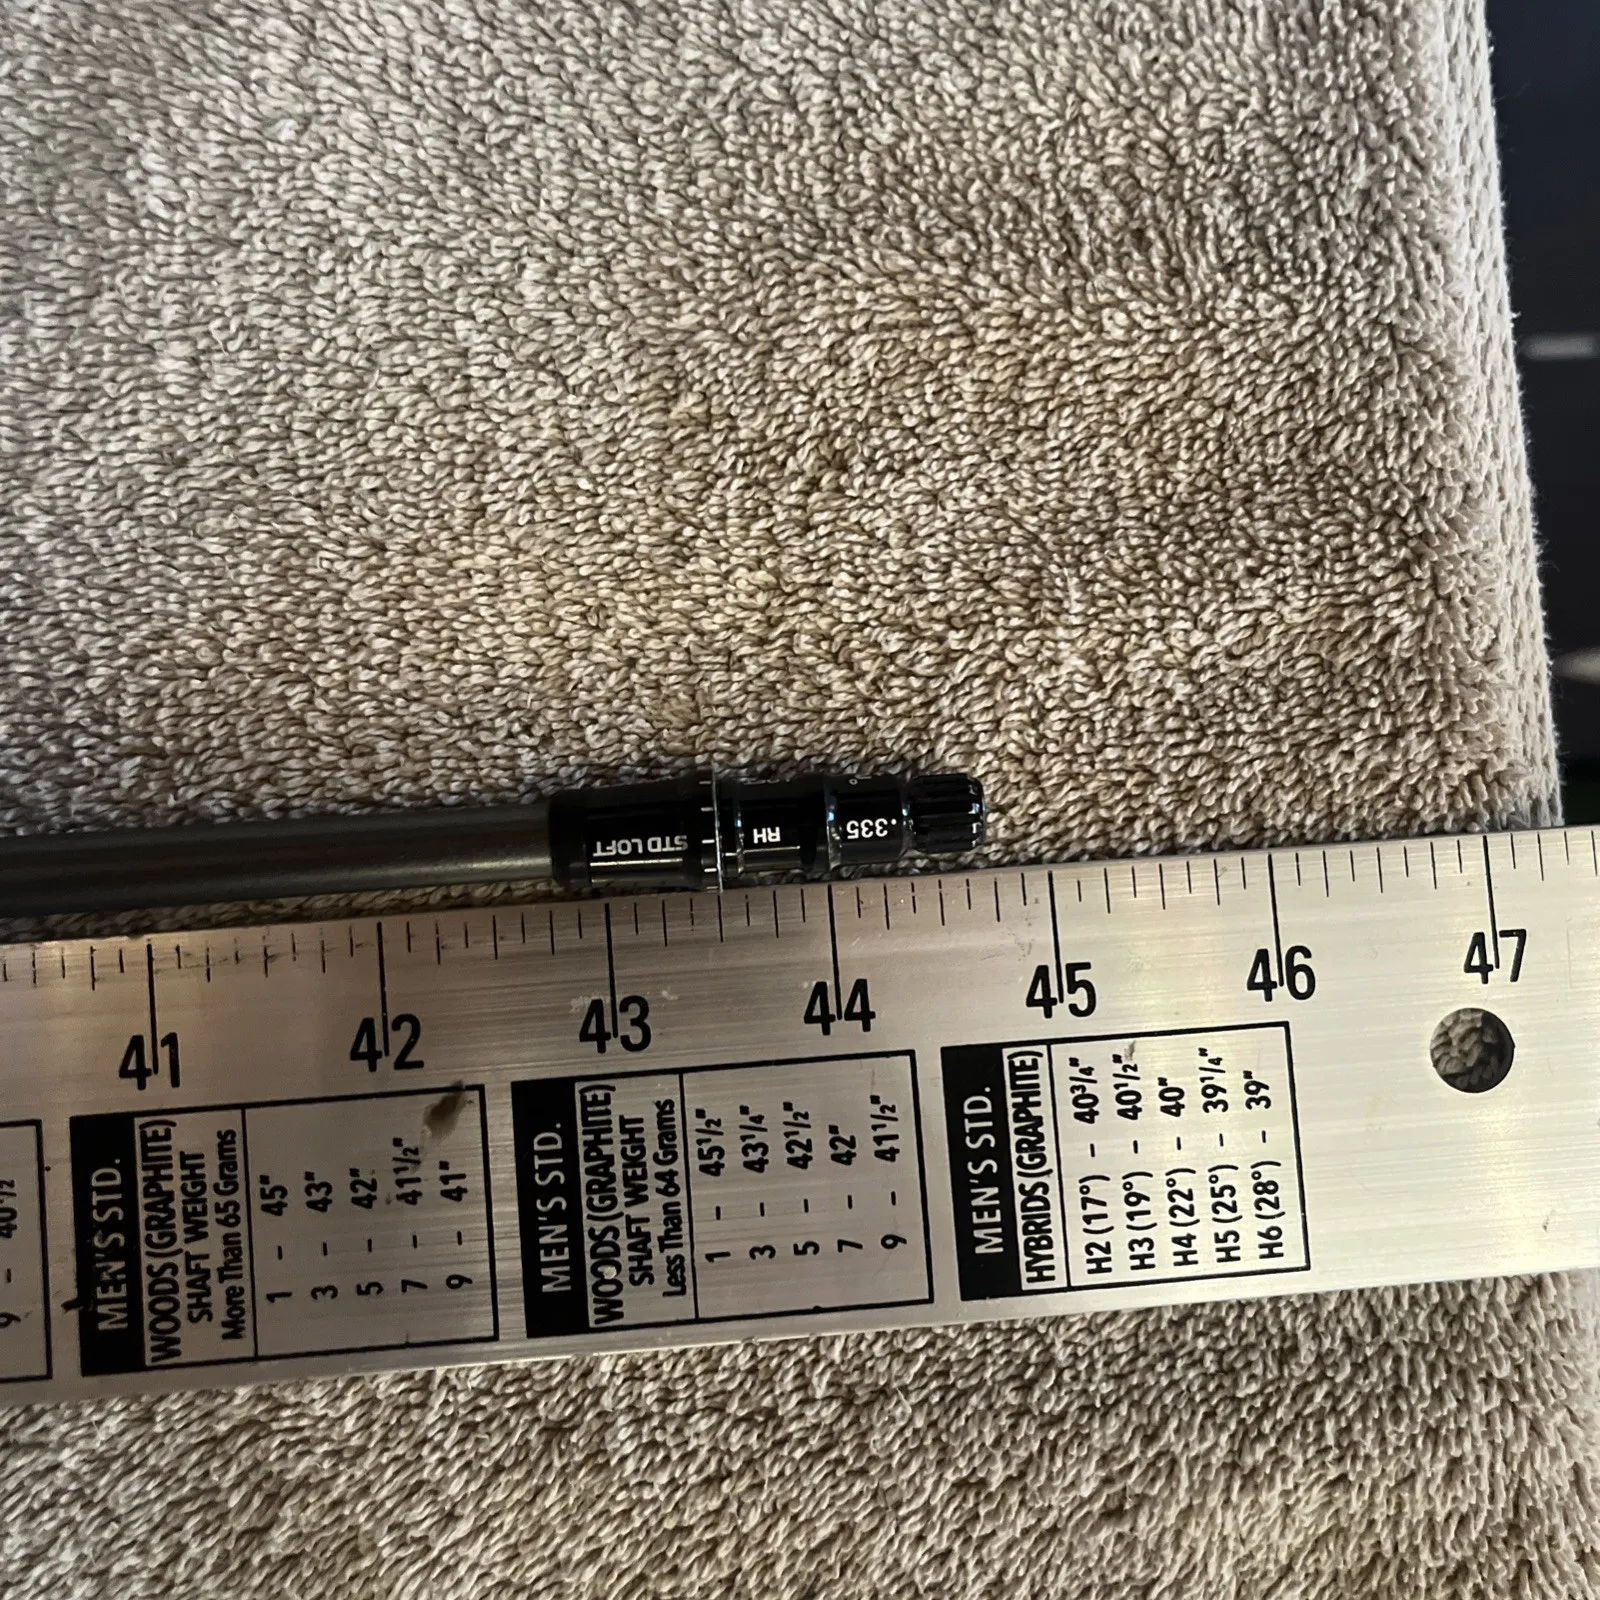 STD LOFT
RH
.335
41
42
43
44
45
46
47
MEN'S STD.
WOODS (GRAPHITE)
SHAFT WEIGHT
More Than 65 Grams
1 - 45"
3 - 43"
5 - 42"
7 - 41½"
9 - 41"
MEN'S STD.
WOODS (GRAPHITE)
SHAFT WEIGHT
Less Than 64 Grams
1 - 45½"
3 - 43¼"
5 - 42½"
7 - 42"
9 - 41½"
MEN'S STD.
HYBRIDS (GRAPHITE)
H2 (17°) - 40¾"
H3 (19°) - 40½"
H4 (22°) - 40"
H5 (25°) - 39¼"
H6 (28°) - 39"
9 - 40½"